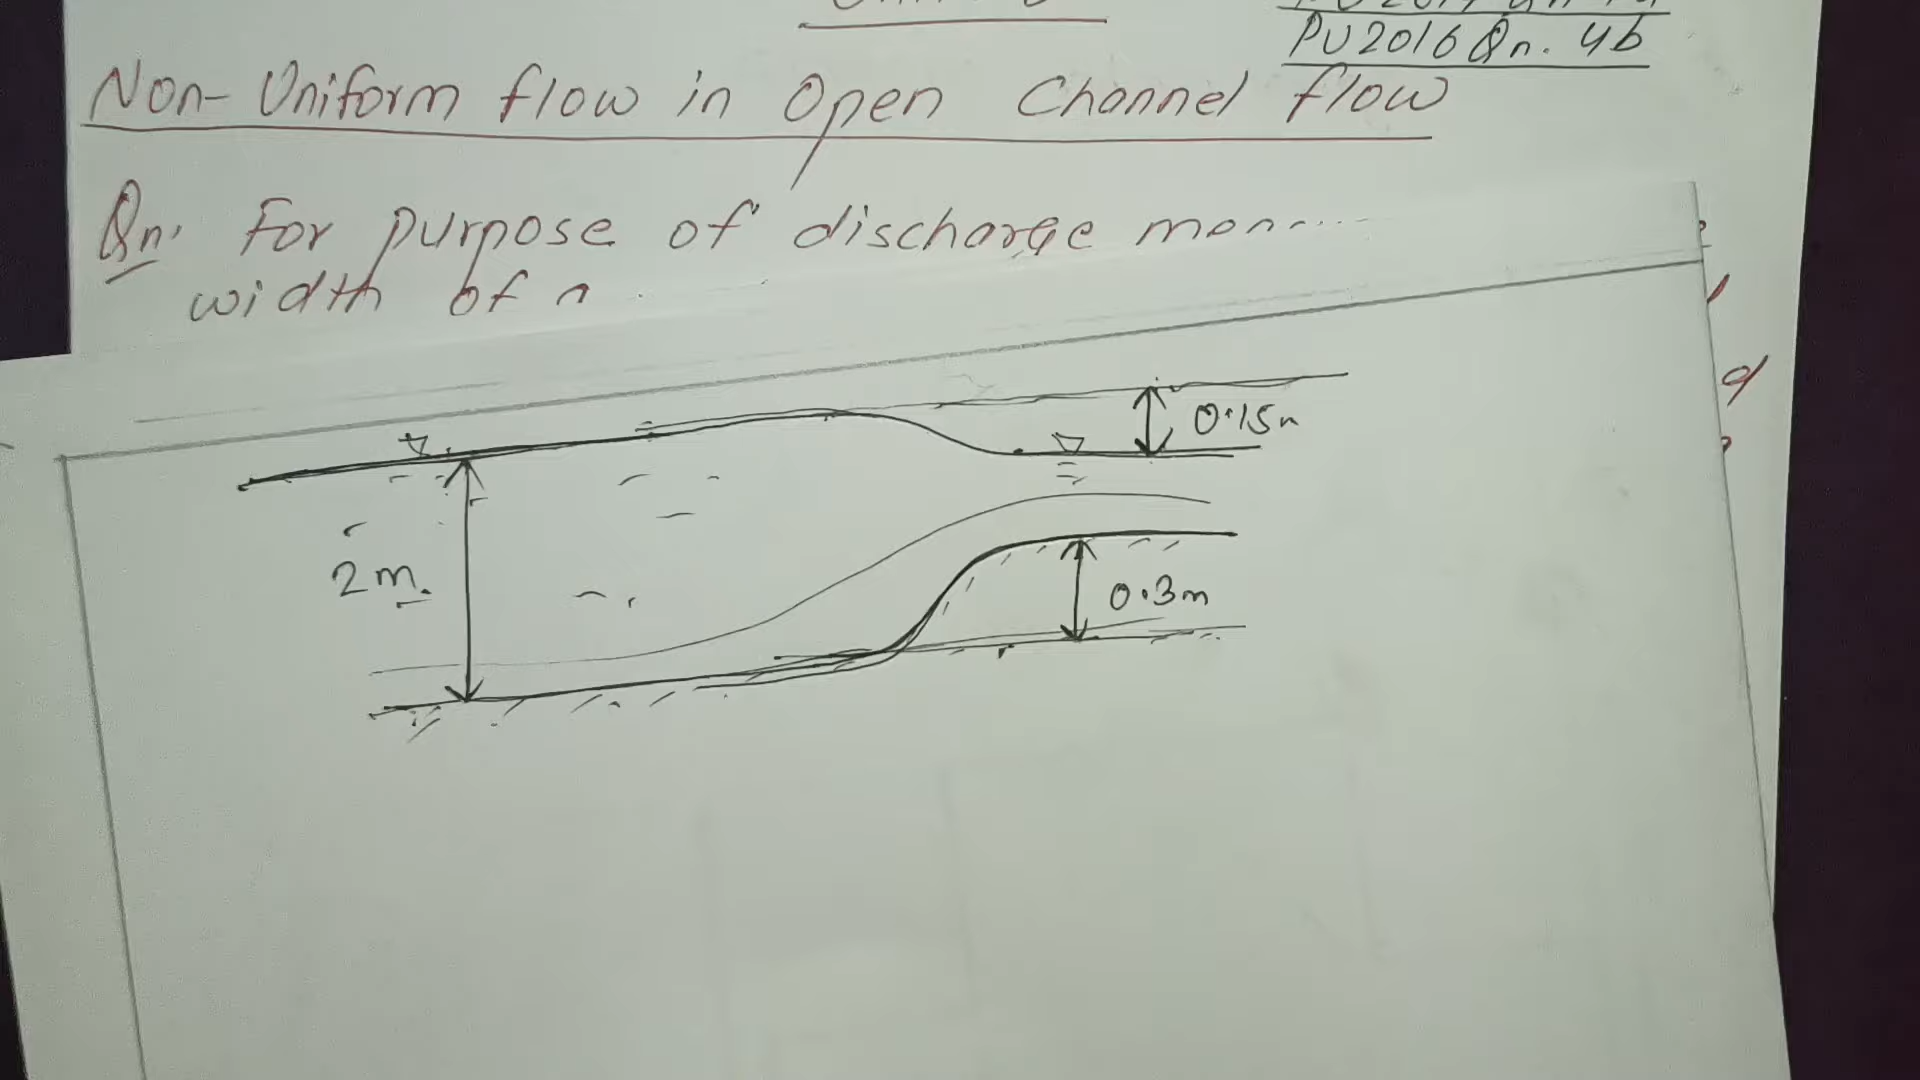 PU2016 Qn. 4b
Non-Uniform flow in Open Channel flow
Qn. For purpose of discharge
width of
0.15m
2m.
0.3m